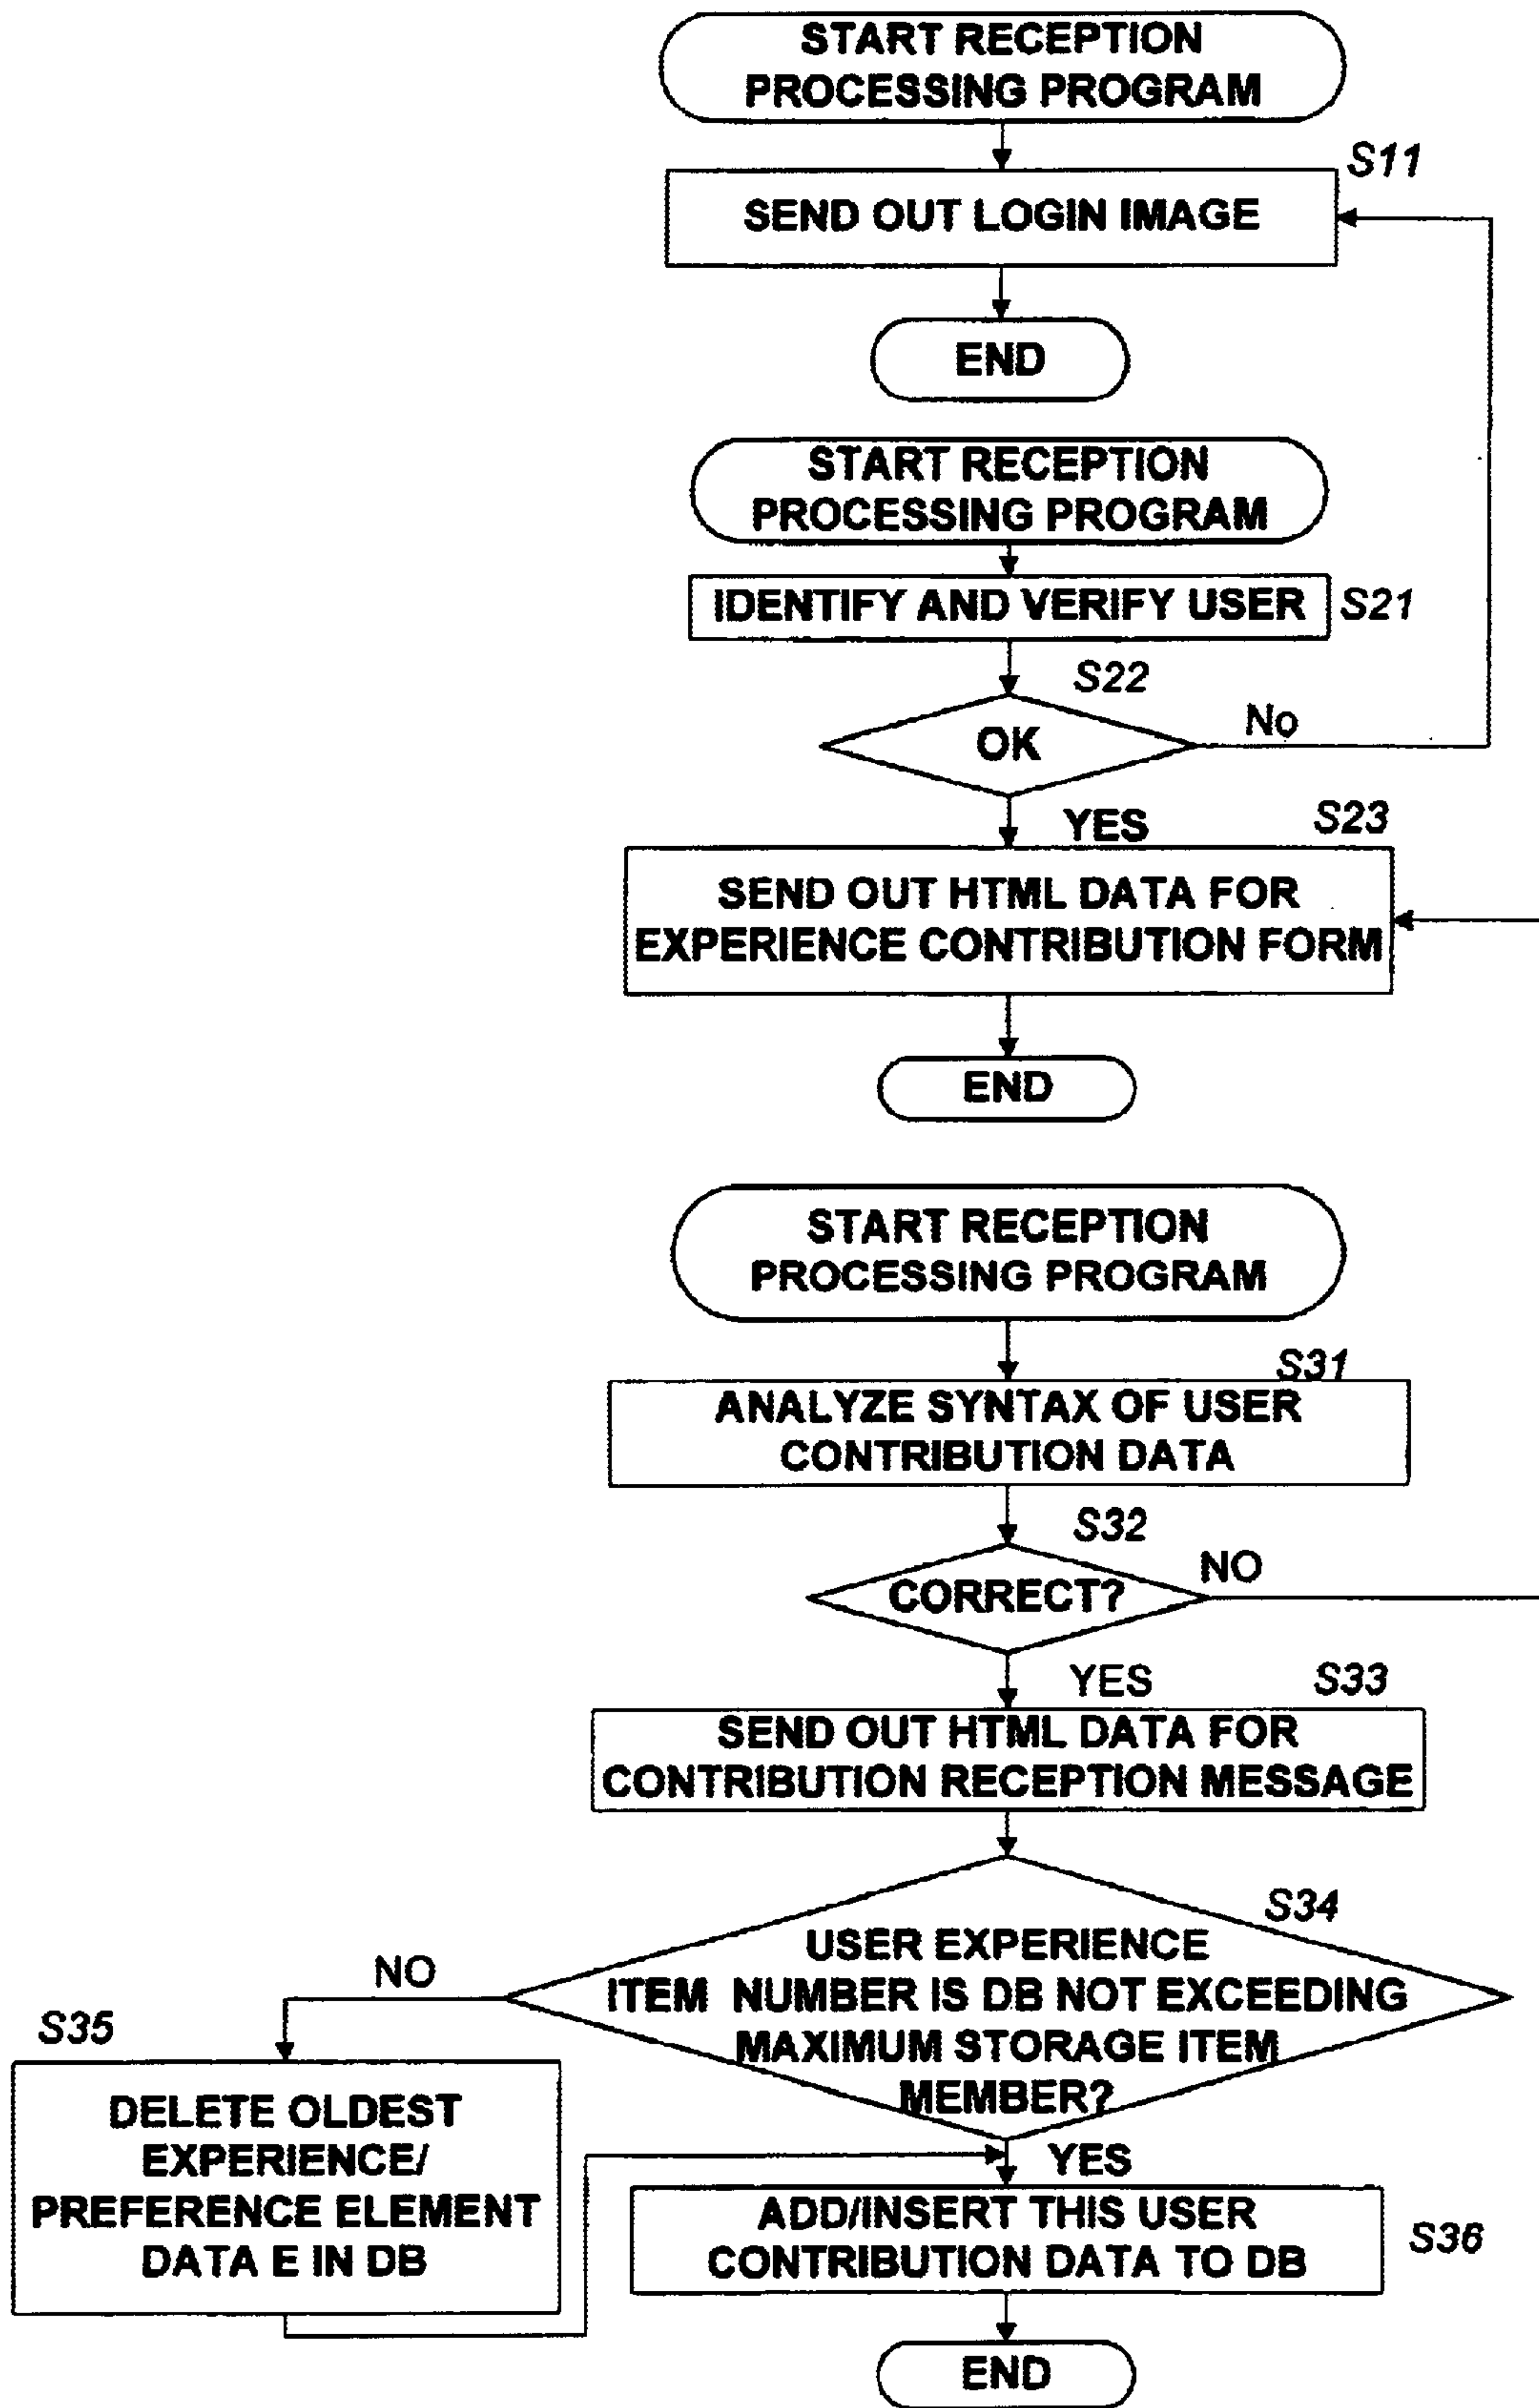 START RECEPTION
PROCESSING PROGRAM
S11
SEND OUT LOGIN IMAGE
END
START RECEPTION
PROCESSING PROGRAM
IDENTIFY AND VERIFY USER
S21
S22
OK
No
YES
S23
SEND OUT HTML DATA FOR
EXPERIENCE CONTRIBUTION FORM
END
START RECEPTION
PROCESSING PROGRAM
S31
ANALYZE SYNTAX OF USER
CONTRIBUTION DATA
S32
CORRECT?
NO
YES
S33
SEND OUT HTML DATA FOR
CONTRIBUTION RECEPTION MESSAGE
S34
USER EXPERIENCE
ITEM NUMBER IS DB NOT EXCEEDING
MAXIMUM STORAGE ITEM
MEMBER?
NO
S35
DELETE OLDEST
EXPERIENCE/
PREFERENCE ELEMENT
DATA E IN DB
YES
ADD/INSERT THIS USER
CONTRIBUTION DATA TO DB
S36
END